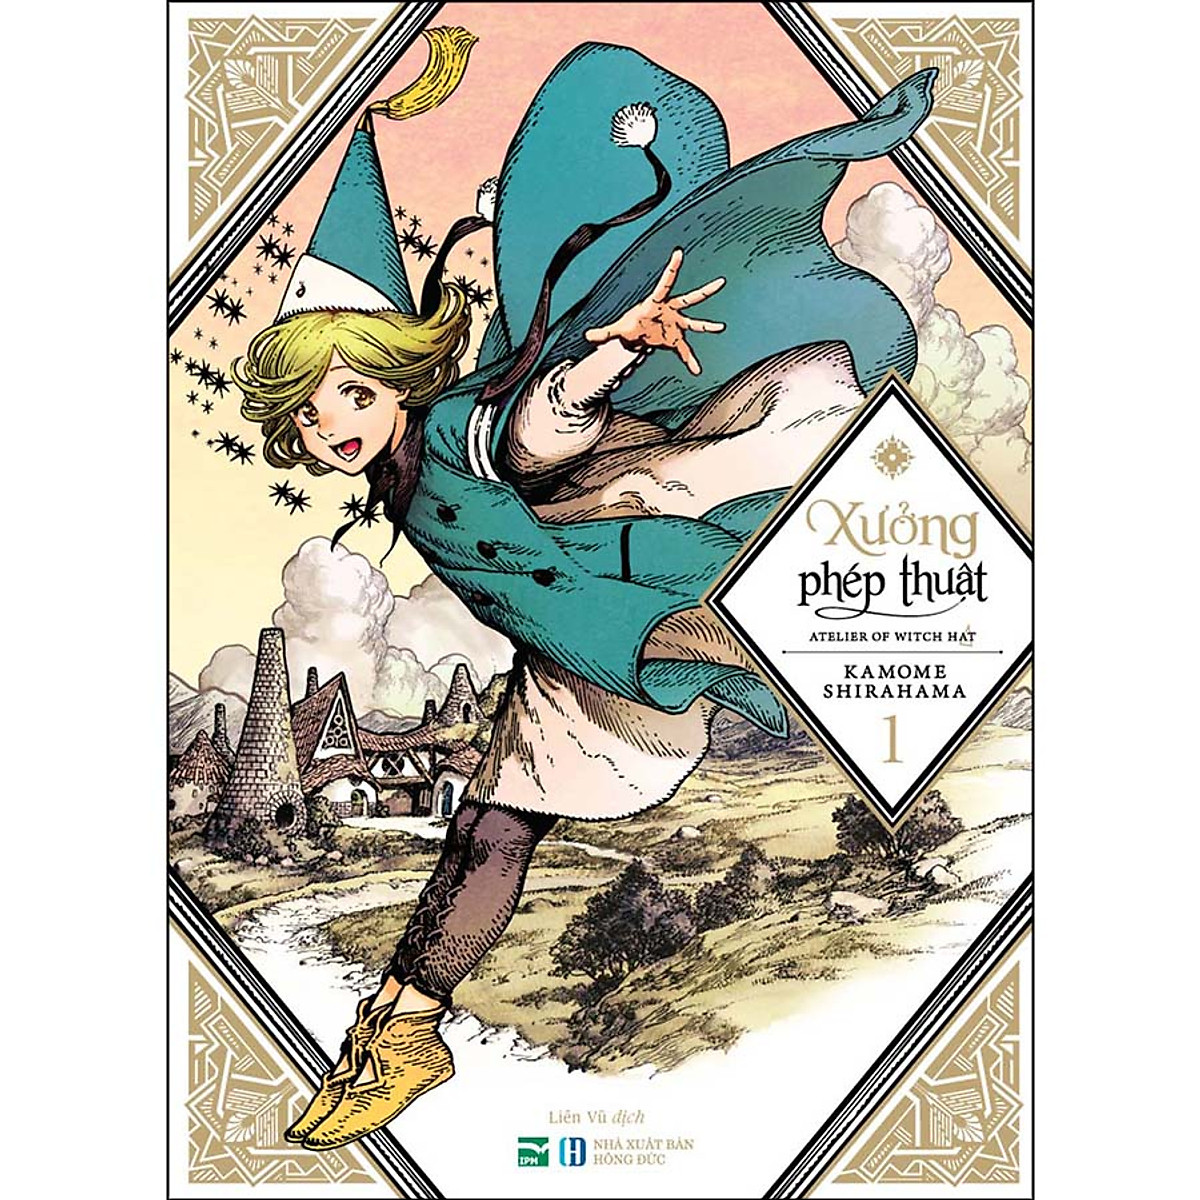 Xưởng
phép thuật
ATELIER OF WITCH HAT
KAMOME
SHIRAHAMA
1
Liên Vũ dịch
IPM
NHÀ XUẤT BẢN
HỒNG ĐỨC